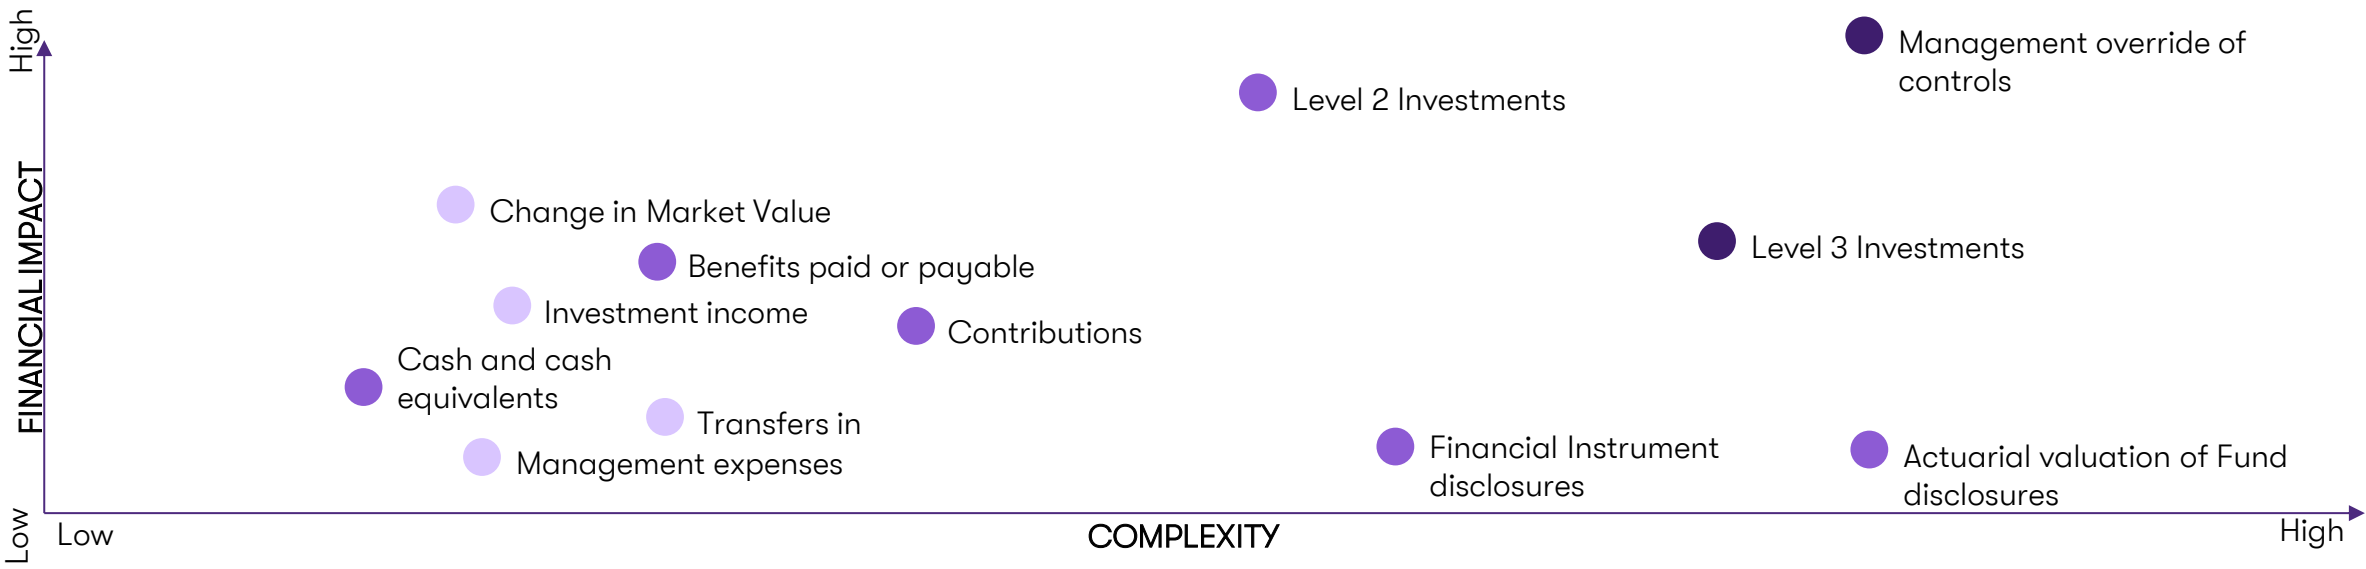 High
Management override of
controls
Level 2 Investments
FINANCIAL IMPACT
Change in Market Value
Level 3 Investments
Benefits paid or payable
Investment income
Contributions
Cash and cash
equivalents
Transfers in
Management expenses
Financial Instrument
disclosures
Actuarial valuation of Fund
disclosures
Low
Low
COMPLEXITY
High